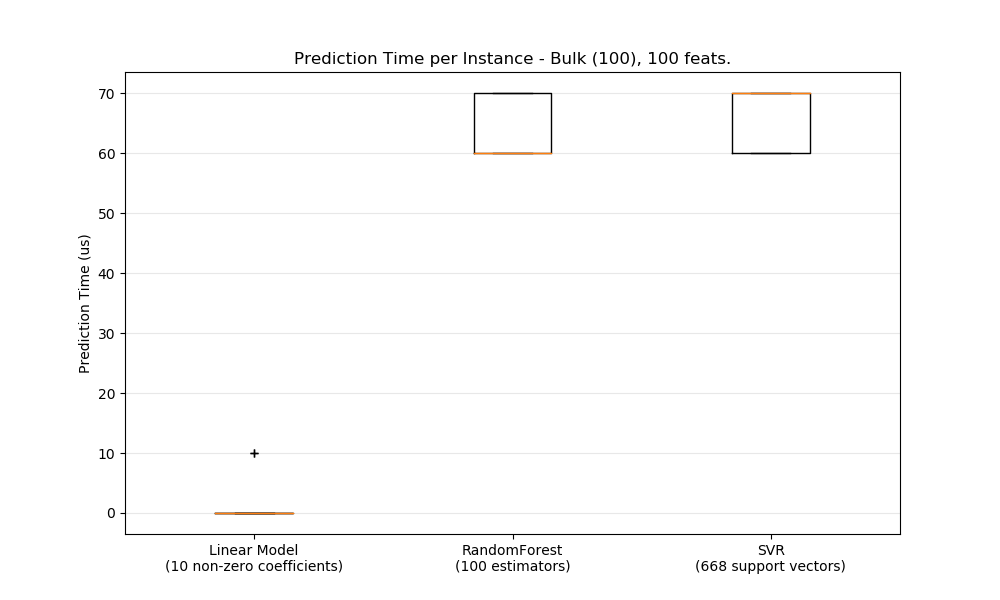 Prediction Time per Instance - Bulk (100), 100 feats.
Prediction Time (us)
70
60
50
40
30
20
10
0
Linear Model
(10 non-zero coefficients)
RandomForest
(100 estimators)
SVR
(668 support vectors)